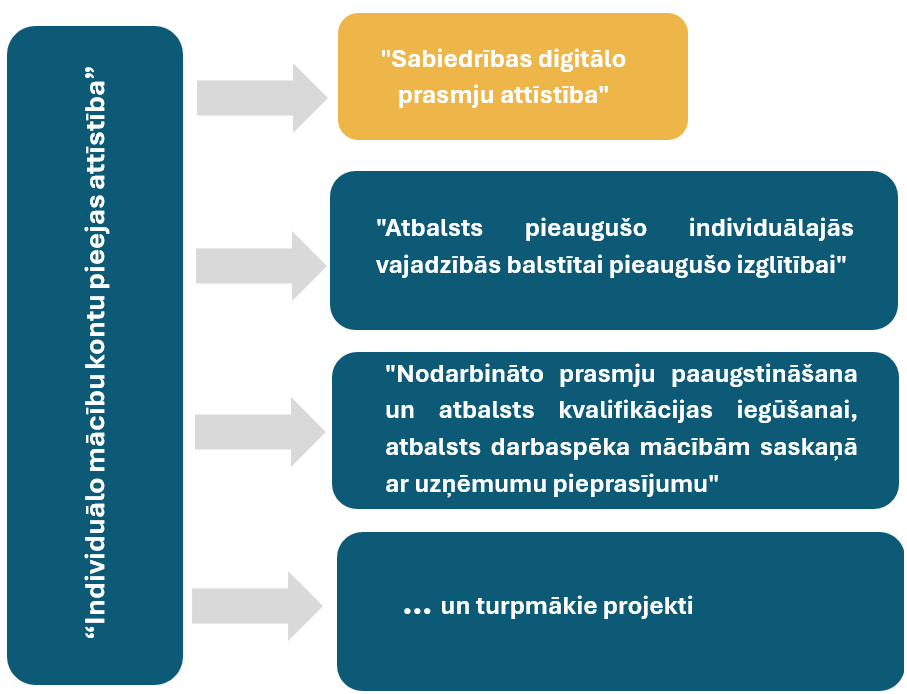 “Individuālo mācību kontu pieejas attīstība”
"Sabiedrības digitālo
prasmju attīstība"
"Atbalsts pieaugušo individuālajās
vajadzībās balstītai pieaugušo izglītībai"
"Nodarbināto prasmju paaugstināšana
un atbalsts kvalifikācijas iegūšanai,
atbalsts darbaspēka mācībām saskaņā
ar uzņēmumu pieprasījumu"
... un turpmākie projekti